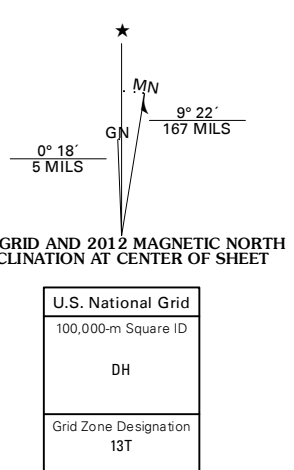 ★
MN
9° 22´
167 MILS
GN
0° 18´
5 MILS
GRID AND 2012 MAGNETIC NORTH
CLINATION AT CENTER OF SHEET
U.S. National Grid
100,000-m Square ID
DH
Grid Zone Designation
13T